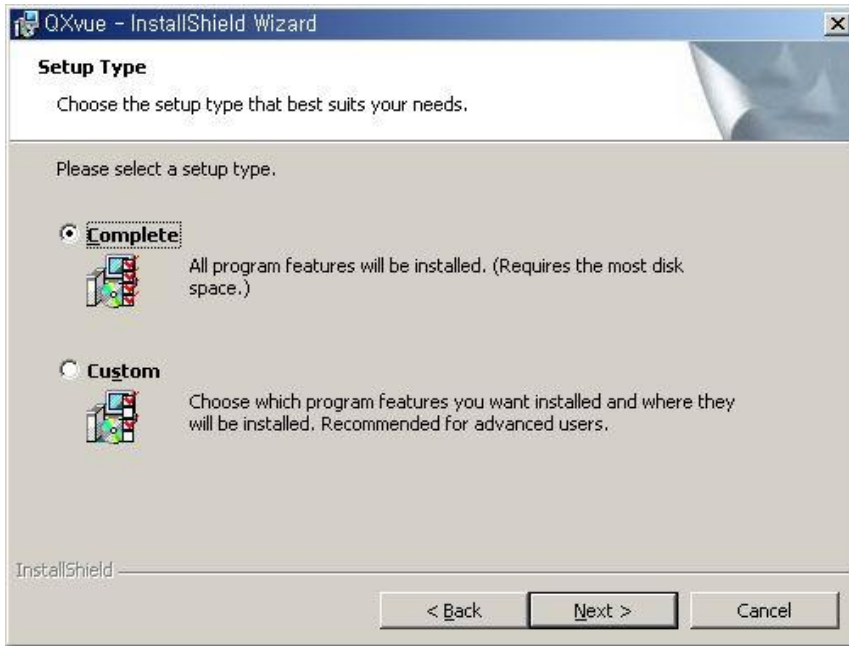 QXvue - InstallShield Wizard
Setup Type
Choose the setup type that best suits your needs.
Please select a setup type.
Complete
All program features will be installed. (Requires the most disk
space.)
Custom
Choose which program features you want installed and where they
will be installed. Recommended for advanced users.
InstallShield
< Back
Next >
Cancel